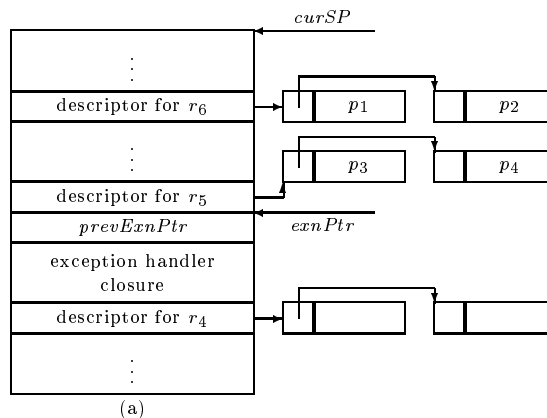 curSP
⋮
descriptor for r₆
p₁ p₂
⋮
p₃ p₄
descriptor for r₅
prevExnPtr
exnPtr
exception handler
closure
descriptor for r₄
⋮
(a)